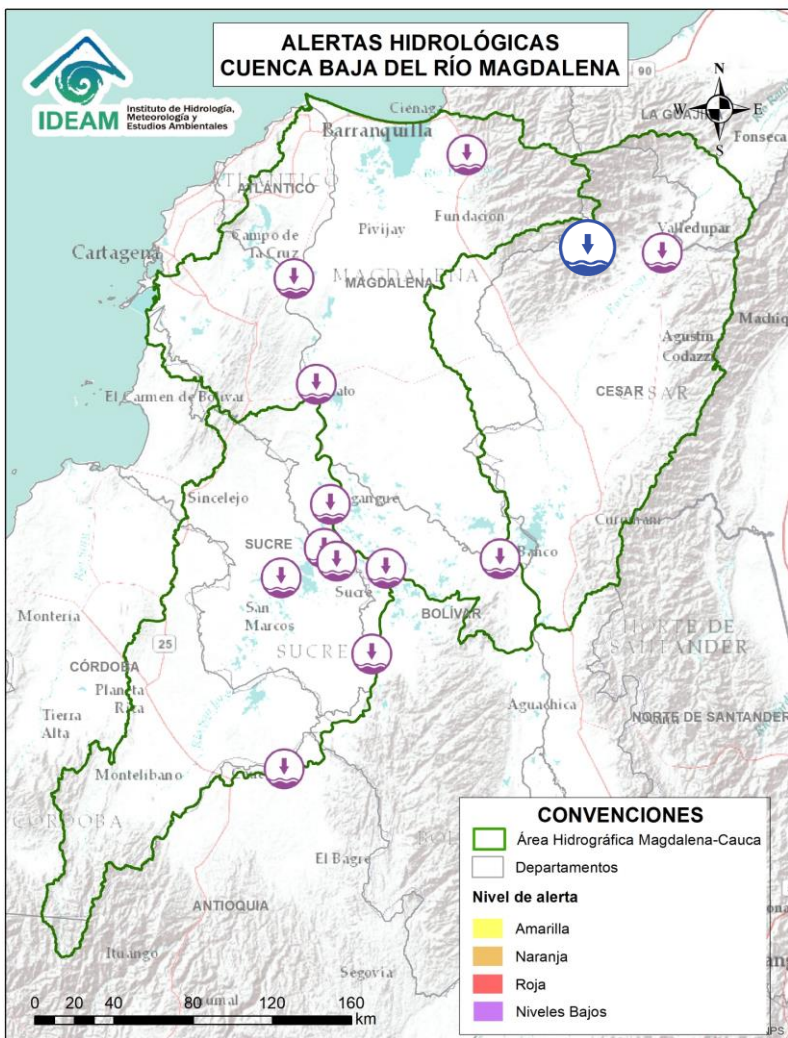 ALERTAS HIDROLÓGICAS
CUENCA BAJA DEL RÍO MAGDALENA
IDEAM
Instituto de Hidrología,
Meteorología y
Estudios Ambientales
N
W E
S
90
Ciénaga
LA GUAJIRA
Fonseca
Barranquilla
ATLÁNTICO
ATLÁNTICO
Fundación
Pivijay
Valledupar
Campo de
La Cruz
Cartagena
MAGDALENA
MAGDALENA
Agustín
Codazzi
El Carmen de Bolívar
CESAR
CESAR
Sincelejo
Curumaní
SUCRE
Banco
Sucre
San
Marcos
BOLÍVAR
Montería
25
SUCRE
NORTE DE
SANTANDER
CÓRDOBA
Planeta
Rica
Aguachica
Tierra
Alta
NORTE DE SANTANDER
Montelibano
CÓRDOBA
El Bagre
ANTIOQUIA
Ituango
Segovia
0 20 40 80 120 160
km
CONVENCIONES
Área Hidrográfica Magdalena-Cauca
Departamentos
Nivel de alerta
Amarilla
Naranja
Roja
Niveles Bajos